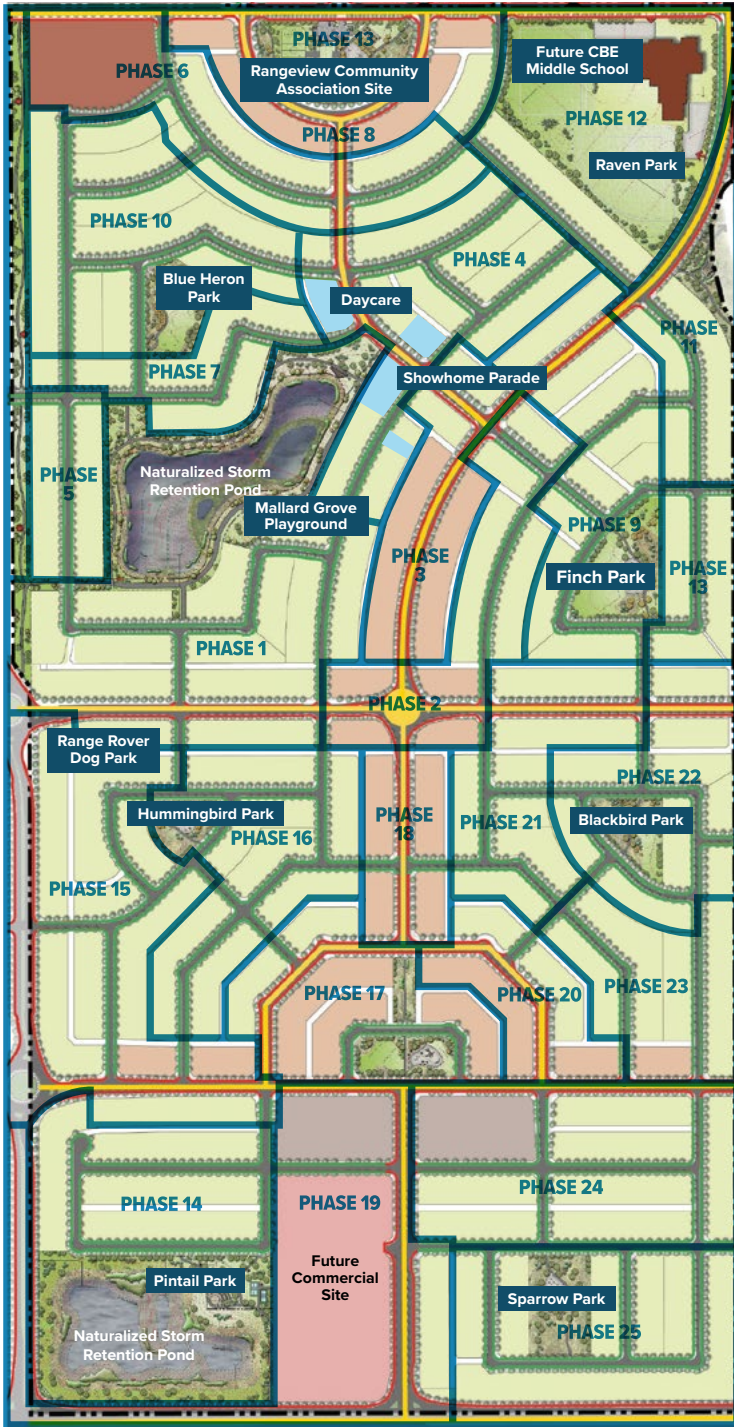 PHASE 13
Rangeview Community
Association Site
Future CBE
Middle School
PHASE 6
PHASE 12
PHASE 8
Raven Park
PHASE 10
PHASE 4
Blue Heron
Park
Daycare
PHASE
11
PHASE 7
Showhome Parade
PHASE
5
Naturalized Storm
Retention Pond
Mallard Grove
Playground
PHASE 9
PHASE
3
Finch Park
PHASE
13
PHASE 1
PHASE 2
Range Rover
Dog Park
PHASE 22
Hummingbird Park
PHASE
18
PHASE 21
Blackbird Park
PHASE 16
PHASE 15
PHASE 17
PHASE 20
PHASE 23
PHASE 14
PHASE 19
PHASE 24
Future
Commercial
Site
Pintail Park
Sparrow Park
Naturalized Storm
Retention Pond
PHASE 25